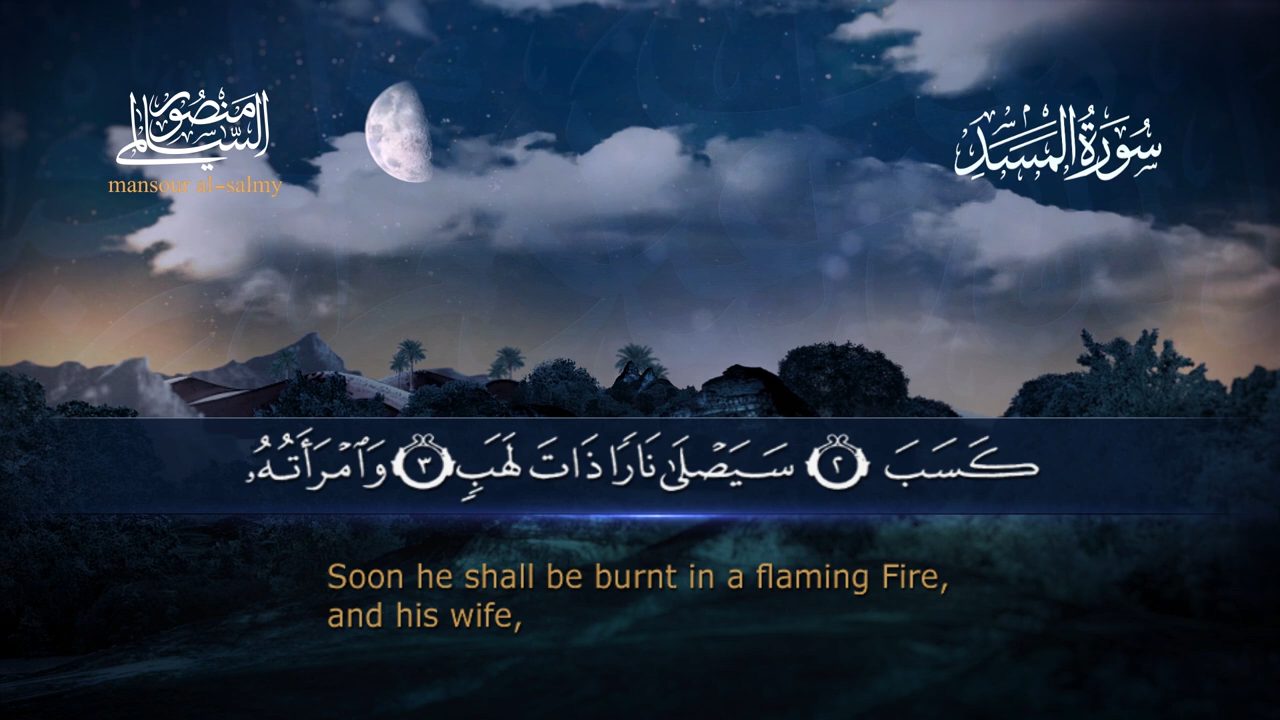 منصور
السالمي
mansour al-salmy
سُورَةُ المَسَدِ
كَسَبَ ٢ سَيَصْلَىٰ نَارًا ذَاتَ لَهَبٍ ٣ وَٱمْرَأَتُهُۥ
Soon he shall be burnt in a flaming Fire,
and his wife,